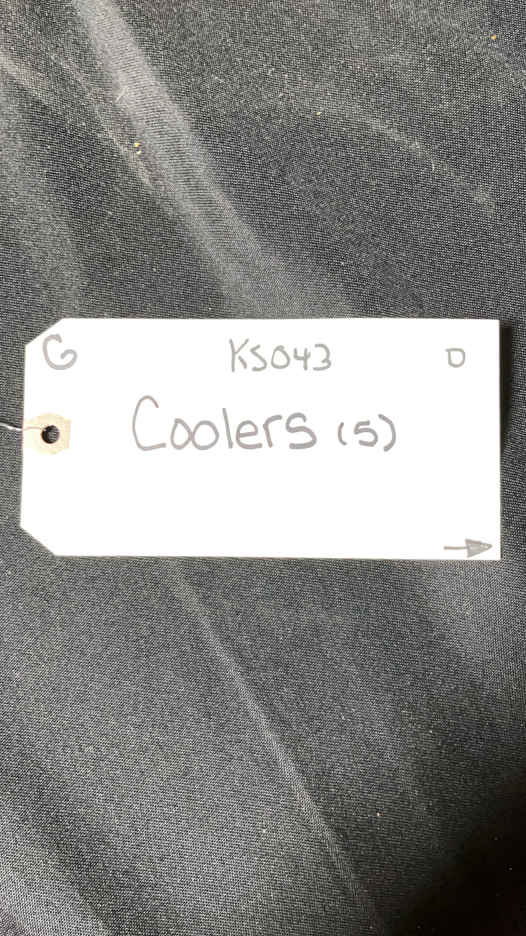 G KS043 D
Coolers (5)